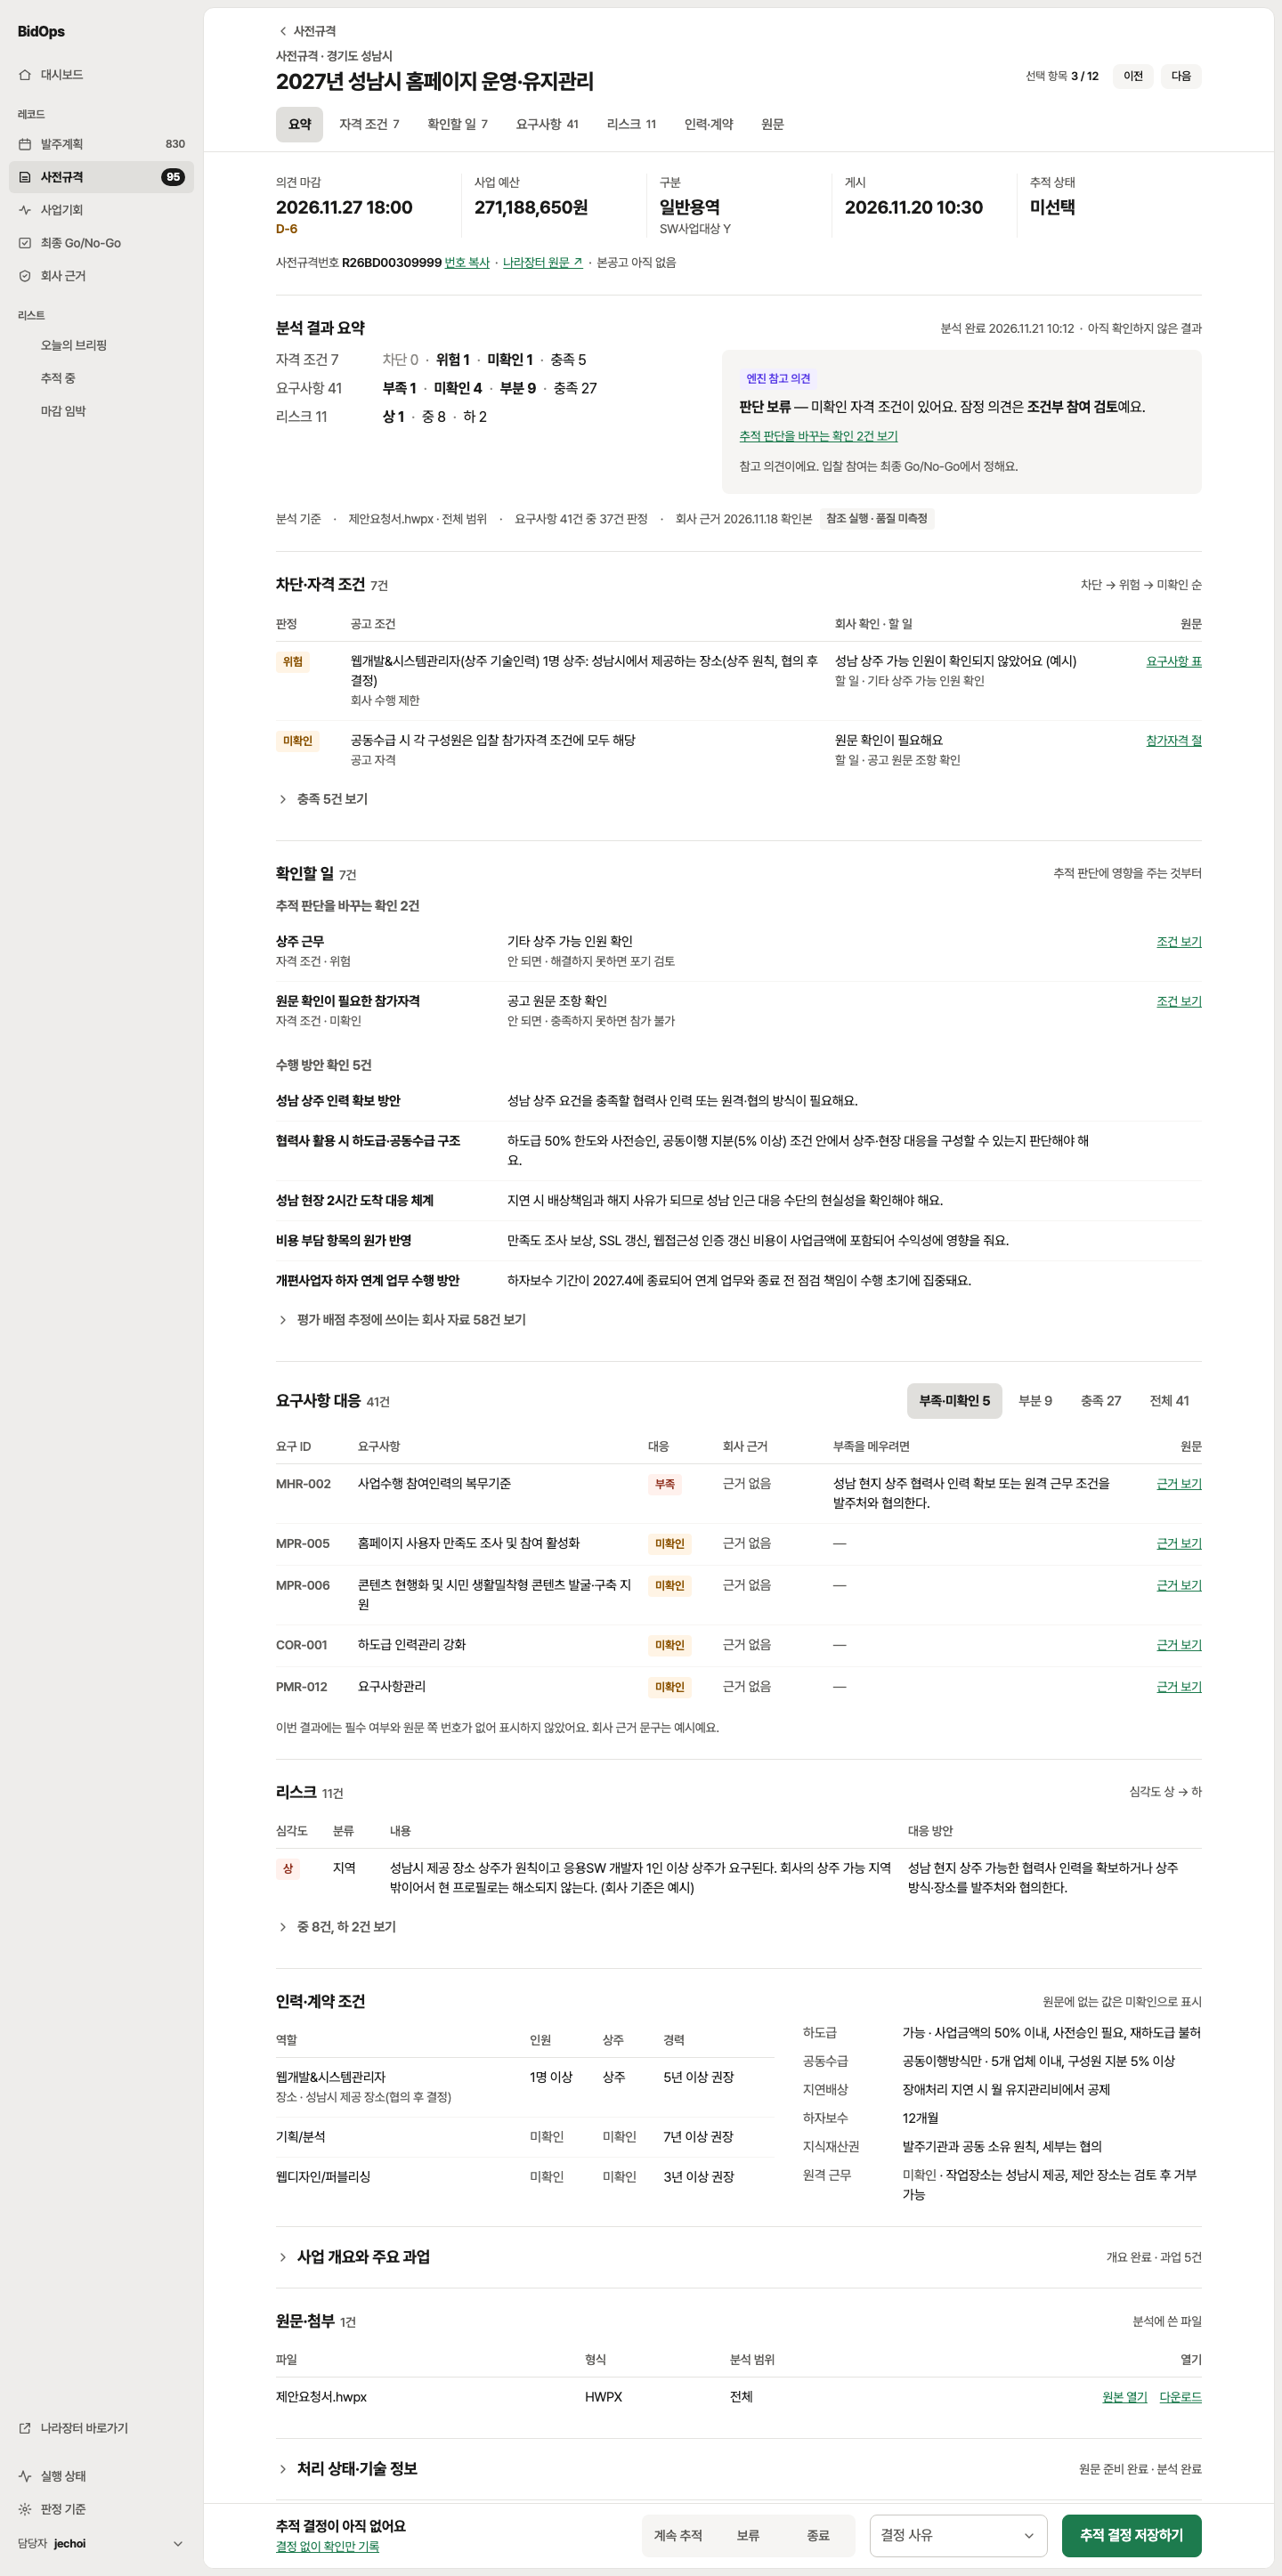 BidOps
대시보드
레코드
발주계획 830
사전규격 95
사업기회
최종 Go/No-Go
회사 근거
리스트
오늘의 브리핑
추적 중
마감 임박
나라장터 바로가기
실행 상태
판정 기준
담당자 jechoi
사전규격
사전규격 · 경기도 성남시
2027년 성남시 홈페이지 운영·유지관리
선택 항목 3 / 12 이전 다음
요약 자격 조건 7 확인할 일 7 요구사항 41 리스크 11 인력·계약 원문
의견 마감 사업 예산 구분 게시 추적 상태
2026.11.27 18:00 271,188,650원 일반용역 2026.11.20 10:30 미선택
D-6 SW사업대상 Y
사전규격번호 R26BD00309999 번호 복사 · 나라장터 원문 ↗ · 본공고 아직 없음
분석 결과 요약 분석 완료 2026.11.21 10:12 · 아직 확인하지 않은 결과
자격 조건 7 차단 0 · 위험 1 · 미확인 1 · 충족 5
요구사항 41 부족 1 · 미확인 4 · 부분 9 · 충족 27
리스크 11 상 1 · 중 8 · 하 2
엔진 참고 의견
판단 보류 — 미확인 자격 조건이 있어요. 잠정 의견은 조건부 참여 검토예요.
추적 판단을 바꾸는 확인 2건 보기
참고 의견이에요. 입찰 참여는 최종 Go/No-Go에서 정해요.
분석 기준 · 제안요청서.hwpx · 전체 범위 · 요구사항 41건 중 37건 판정 · 회사 근거 2026.11.18 확인본 참조 실행 · 품질 미측정
차단·자격 조건 7건 차단 → 위험 → 미확인 순
판정 공고 조건 회사 확인 · 할 일 원문
위험 웹개발&시스템관리자(상주 기술인력) 1명 상주: 성남시에서 제공하는 장소(상주 원칙, 협의 후 성남 상주 가능 인원이 확인되지 않았어요 (예시) 요구사항 표
결정) 할 일 · 기타 상주 가능 인원 확인
회사 수행 제한
미확인 공동수급 시 각 구성원은 입찰 참가자격 조건에 모두 해당 원문 확인이 필요해요 참가자격 절
공고 자격 할 일 · 공고 원문 조항 확인
충족 5건 보기
확인할 일 7건 추적 판단에 영향을 주는 것부터
추적 판단을 바꾸는 확인 2건
상주 근무 기타 상주 가능 인원 확인 조건 보기
자격 조건 · 위험 안 되면 · 해결하지 못하면 포기 검토
원문 확인이 필요한 참가자격 공고 원문 조항 확인 조건 보기
자격 조건 · 미확인 안 되면 · 충족하지 못하면 참가 불가
수행 방안 확인 5건
성남 상주 인력 확보 방안 성남 상주 요건을 충족할 협력사 인력 또는 원격·협의 방식이 필요해요.
협력사 활용 시 하도급·공동수급 구조 하도급 50% 한도와 사전승인, 공동이행 지분(5% 이상) 조건 안에서 상주·현장 대응을 구성할 수 있는지 판단해야 해
요.
성남 현장 2시간 도착 대응 체계 지연 시 배상책임과 해지 사유가 되므로 성남 인근 대응 수단의 현실성을 확인해야 해요.
비용 부담 항목의 원가 반영 만족도 조사 보상, SSL 갱신, 웹접근성 인증 갱신 비용이 사업금액에 포함되어 수익성에 영향을 줘요.
개편사업자 하자 연계 업무 수행 방안 하자보수 기간이 2027.4에 종료되어 연계 업무와 종료 전 점검 책임이 수행 초기에 집중돼요.
평가 배점 추정에 쓰이는 회사 자료 58건 보기
요구사항 대응 41건 부족·미확인 5 부분 9 충족 27 전체 41
요구 ID 요구사항 대응 회사 근거 부족을 메우려면 원문
MHR-002 사업수행 참여인력의 복무기준 부족 근거 없음 성남 현지 상주 협력사 인력 확보 또는 원격 근무 조건을 근거 보기
발주처와 협의한다.
MPR-005 홈페이지 사용자 만족도 조사 및 참여 활성화 미확인 근거 없음 — 근거 보기
MPR-006 콘텐츠 현행화 및 시민 생활밀착형 콘텐츠 발굴·구축 지 미확인 근거 없음 — 근거 보기
원
COR-001 하도급 인력관리 강화 미확인 근거 없음 — 근거 보기
PMR-012 요구사항관리 미확인 근거 없음 — 근거 보기
이번 결과에는 필수 여부와 원문 쪽 번호가 없어 표시하지 않았어요. 회사 근거 문구는 예시예요.
리스크 11건 심각도 상 → 하
심각도 분류 내용 대응 방안
상 지역 성남시 제공 장소 상주가 원칙이고 응용SW 개발자 1인 이상 상주가 요구된다. 회사의 상주 가능 지역 성남 현지 상주 가능한 협력사 인력을 확보하거나 상주
밖이어서 현 프로필로는 해소되지 않는다. (회사 기준은 예시) 방식·장소를 발주처와 협의한다.
중 8건, 하 2건 보기
인력·계약 조건 원문에 없는 값은 미확인으로 표시
역할 인원 상주 경력
웹개발&시스템관리자 1명 이상 상주 5년 이상 권장
장소 · 성남시 제공 장소(협의 후 결정)
기획/분석 미확인 미확인 7년 이상 권장
웹디자인/퍼블리싱 미확인 미확인 3년 이상 권장
하도급 가능 · 사업금액의 50% 이내, 사전승인 필요, 재하도급 불허
공동수급 공동이행방식만 · 5개 업체 이내, 구성원 지분 5% 이상
지연배상 장애처리 지연 시 월 유지관리비에서 공제
하자보수 12개월
지식재산권 발주기관과 공동 소유 원칙, 세부는 협의
원격 근무 미확인 · 작업장소는 성남시 제공, 제안 장소는 검토 후 거부
가능
사업 개요와 주요 과업 개요 완료 · 과업 5건
원문·첨부 1건 분석에 쓴 파일
파일 형식 분석 범위 열기
제안요청서.hwpx HWPX 전체 원본 열기 다운로드
처리 상태·기술 정보 원문 준비 완료 · 분석 완료
추적 결정이 아직 없어요
결정 없이 확인만 기록
계속 추적 보류 종료 결정 사유 추적 결정 저장하기